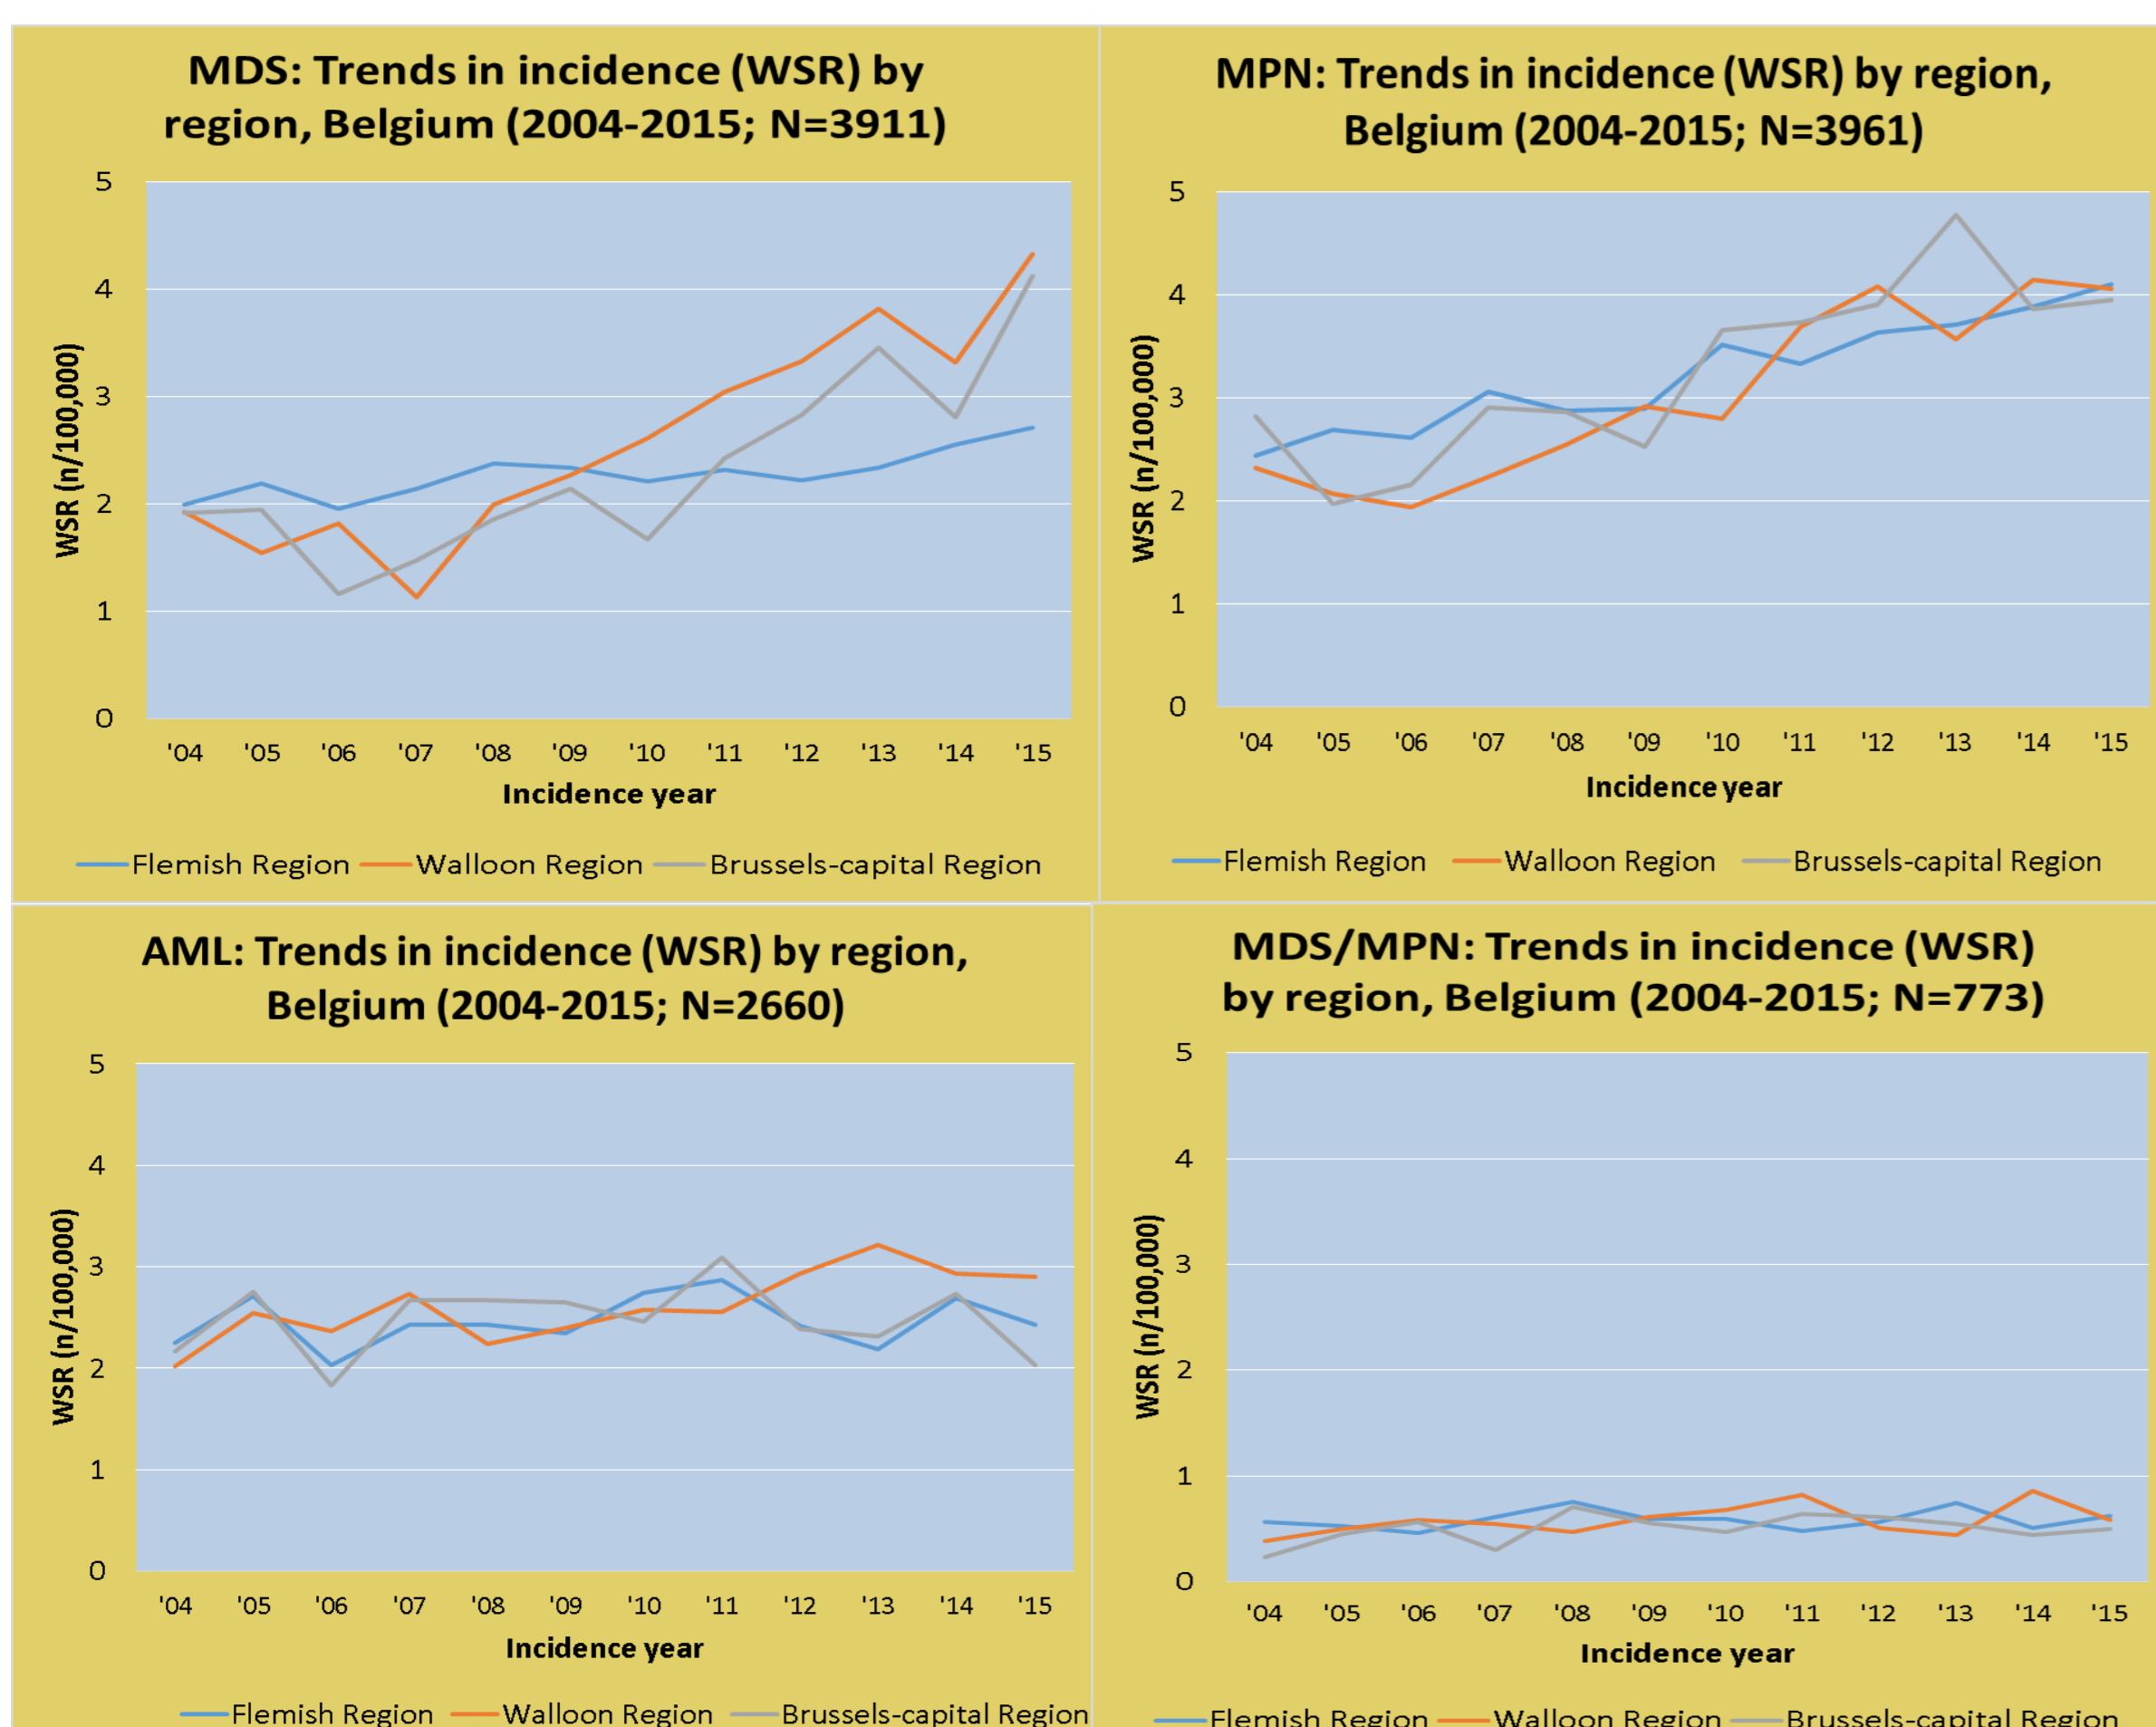 MDS: Trends in incidence (WSR) by
region, Belgium (2004-2015; N=3911)
5
4
3
2
1
0
WSR (n/100,000)
'04 '05 '06 '07 '08 '09 '10 '11 '12 '13 '14 '15
Incidence year
Flemish Region Walloon Region Brussels-capital Region
MPN: Trends in incidence (WSR) by region,
Belgium (2004-2015; N=3961)
5
4
3
2
1
0
WSR (n/100,000)
'04 '05 '06 '07 '08 '09 '10 '11 '12 '13 '14 '15
Incidence year
Flemish Region Walloon Region Brussels-capital Region
AML: Trends in incidence (WSR) by region,
Belgium (2004-2015; N=2660)
5
4
3
2
1
0
WSR (n/100,000)
'04 '05 '06 '07 '08 '09 '10 '11 '12 '13 '14 '15
Incidence year
Flemish Region Walloon Region Brussels-capital Region
MDS/MPN: Trends in incidence (WSR)
by region, Belgium (2004-2015; N=773)
5
4
3
2
1
0
WSR (n/100,000)
'04 '05 '06 '07 '08 '09 '10 '11 '12 '13 '14 '15
Incidence year
Flemish Region Walloon Region Brussels-capital Region